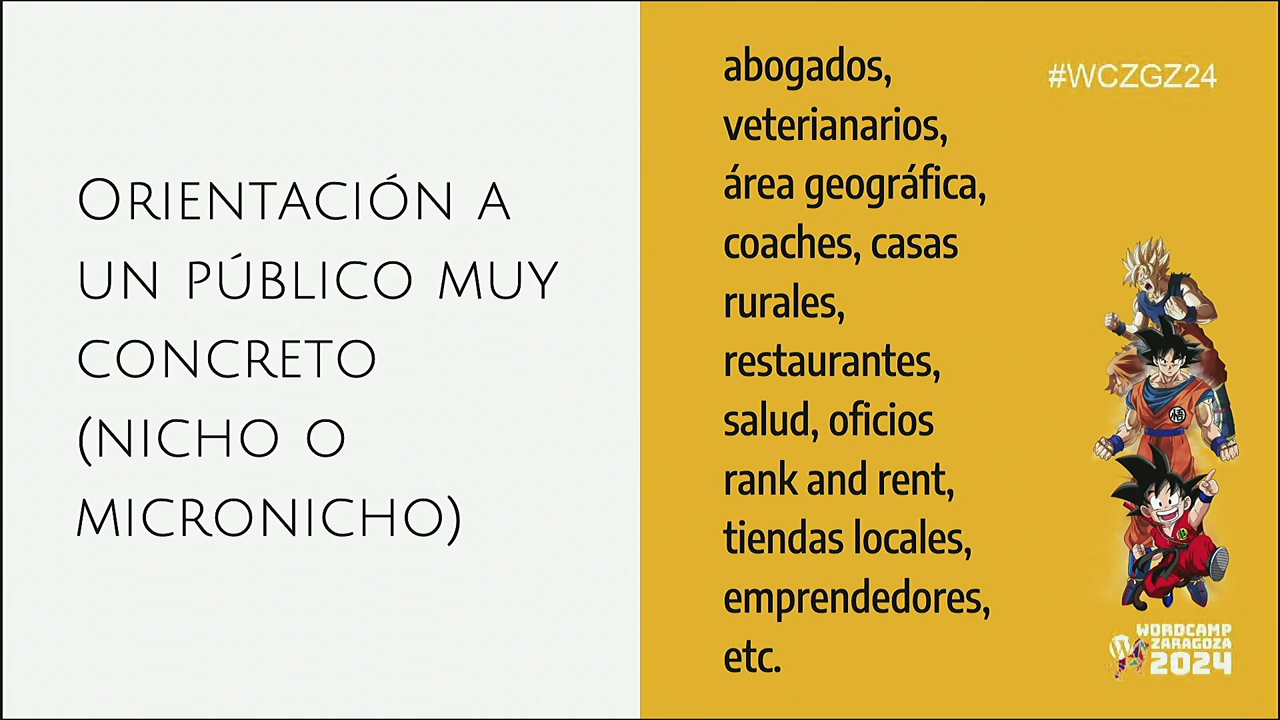 Orientación a
un público muy
concreto
(nicho o
micronicho)
abogados,
veterianarios,
área geográfica,
coaches, casas
rurales,
restaurantes,
salud, oficios
rank and rent,
tiendas locales,
emprendedores,
etc.
#WCZGZ24
悟
WORDCAMP
ZARAGOZA
2024